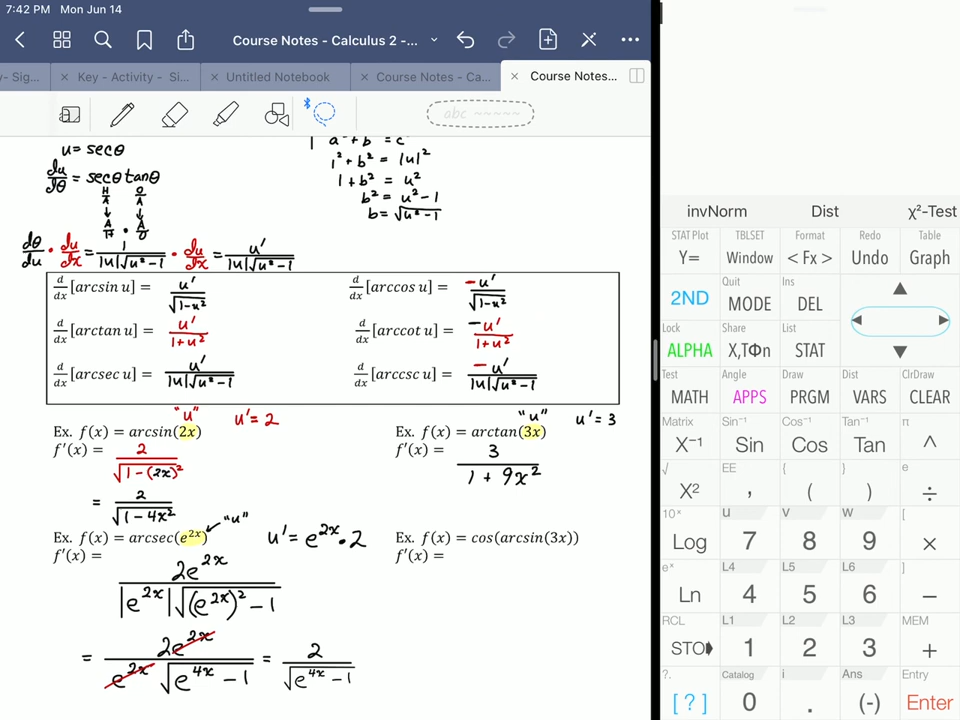 7:42 PM Mon Jun 14
Course Notes - Calculus 2 -...
y- Sig...
Key - Activity - Si...
Untitled Notebook
Course Notes - Ca...
Course Notes...
abc
u = secθ
du/dθ = secθ tanθ
H/A O/A
↓ ↓
A/H · A/O
dθ/du · du/dx = 1/(|u|√(u²-1)) · du/dx = u'/(|u|√(u²-1))
a² + b² = c²
1² + b² = |u|²
1 + b² = u²
b² = u² - 1
b = √(u²-1)
d/dx [arcsin u] = u'/√(1-u²)
d/dx [arccos u] = -u'/√(1-u²)
d/dx [arctan u] = u'/(1+u²)
d/dx [arccot u] = -u'/(1+u²)
d/dx [arcsec u] = u'/(|u|√(u²-1))
d/dx [arccsc u] = -u'/(|u|√(u²-1))
"u" u' = 2
Ex. f(x) = arcsin(2x)
f'(x) = 2/√(1-(2x)²)
= 2/√(1-4x²)
"u" u' = 3
Ex. f(x) = arctan(3x)
f'(x) = 3/(1 + 9x²)
Ex. f(x) = arcsec(e^(2x)) "u" u' = e^(2x) · 2
f'(x) =
2e^(2x)/(|e^(2x)|√((e^(2x))² - 1))
= 2e^(2x)/(e^(2x)√(e^(4x) - 1)) = 2/√(e^(4x) - 1)
Ex. f(x) = cos(arcsin(3x))
f'(x) =
invNorm Dist χ²-Test
STAT Plot TBLSET Format Redo Table
Y= Window < Fx > Undo Graph
Quit Ins
2ND MODE DEL
Lock Share List
ALPHA X,TΦn STAT
Test Angle Draw Dist ClrDraw
MATH APPS PRGM VARS CLEAR
Matrix Sin⁻¹ Cos⁻¹ Tan⁻¹ π
X⁻¹ Sin Cos Tan ^
√ EE { } e
X² , ( ) ÷
10ˣ u v w [
Log 7 8 9 ×
eˣ L4 L5 L6 ]
Ln 4 5 6 −
RCL L1 L2 L3 MEM
STO 1 2 3 +
?. Catalog i Ans Entry
[ ? ] 0 . (-) Enter